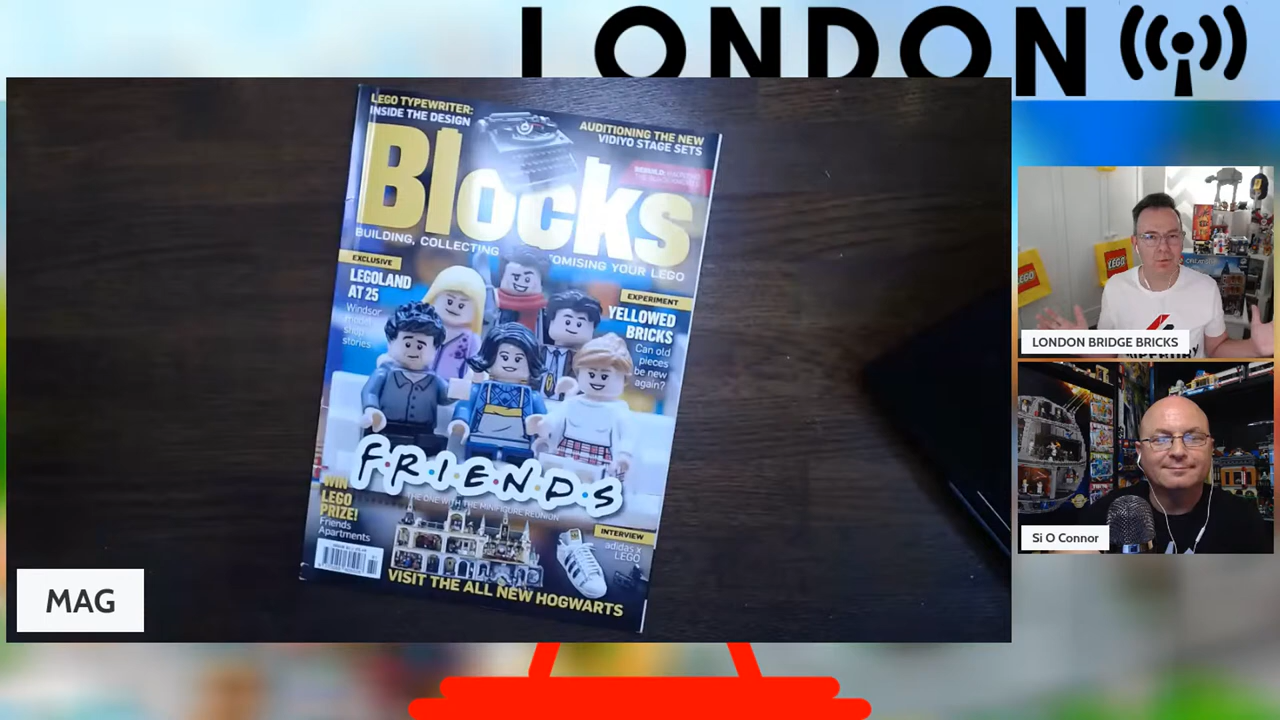 LONDON
LEGO TYPEWRITER:
INSIDE THE DESIGN
AUDITIONING THE NEW
VIDIYO STAGE SETS
REBUILD:
Blocks
BUILDING, COLLECTING
OMISING YOUR LEGO
EXCLUSIVE
LEGOLAND
AT 25
Windsor
stories
EXPERIMENT
YELLOWED
BRICKS
Can old
pieces
be new
again?
F·R·I·E·N·D·S
THE ONE WITH THE MINIFIGURE REUNION
WIN
LEGO
PRIZE!
Friends
Apartments
INTERVIEW
adidas x
LEGO
VISIT THE ALL NEW HOGWARTS
MAG
LEGO
LEGO
LONDON BRIDGE BRICKS
Si O Connor